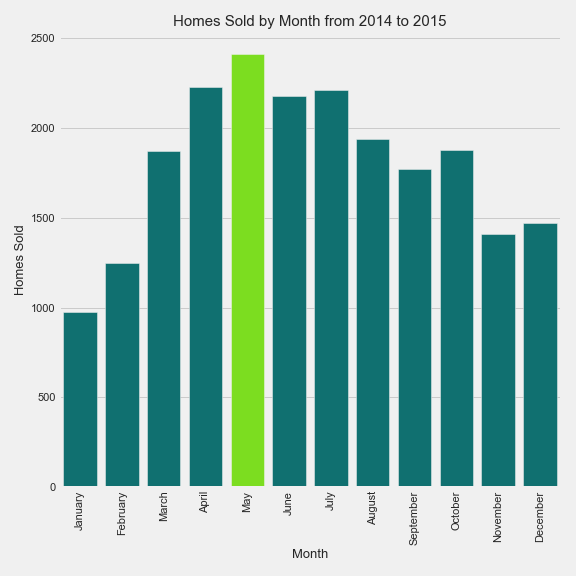 Homes Sold by Month from 2014 to 2015
2500
2000
1500
1000
500
0
Homes Sold
January
February
March
April
May
June
July
August
September
October
November
December
Month